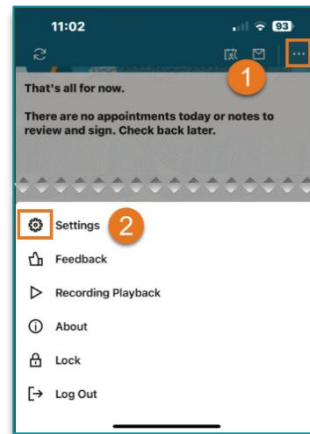 11:02
93
1
That's all for now.
There are no appointments today or notes to
review and sign. Check back later.
Settings
2
Feedback
Recording Playback
About
Lock
Log Out